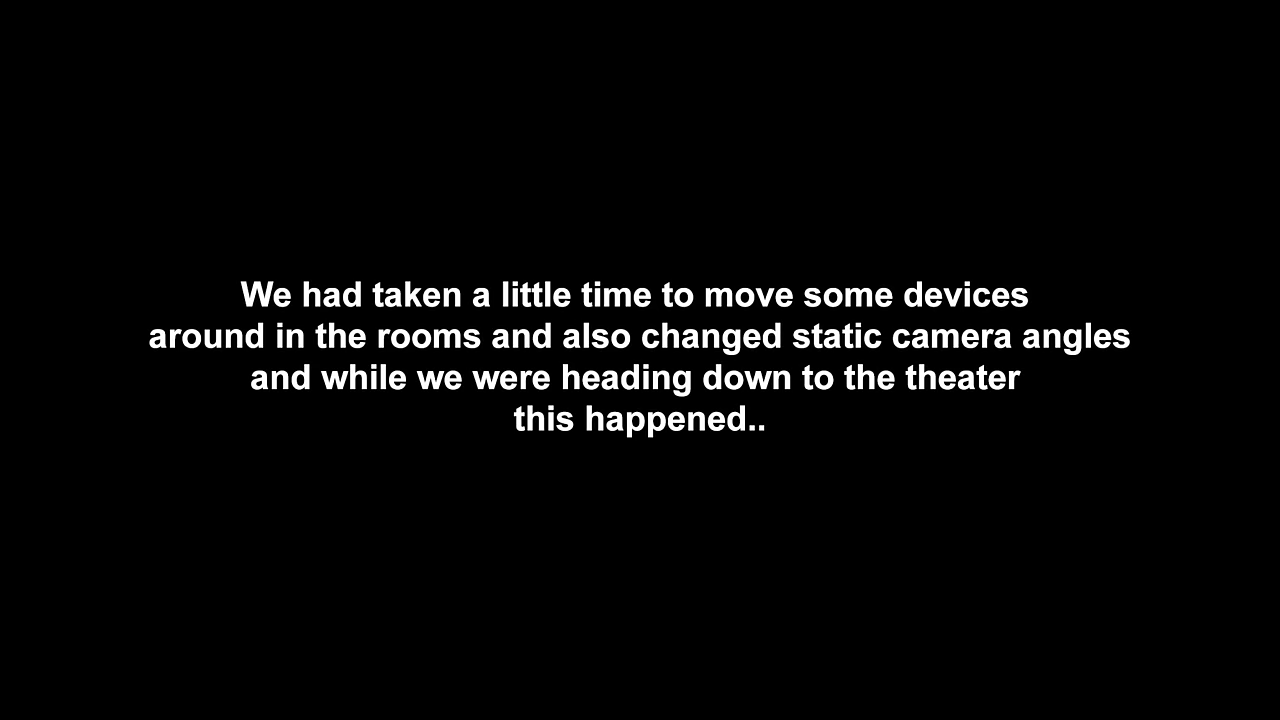 We had taken a little time to move some devices
around in the rooms and also changed static camera angles
and while we were heading down to the theater
this happened..